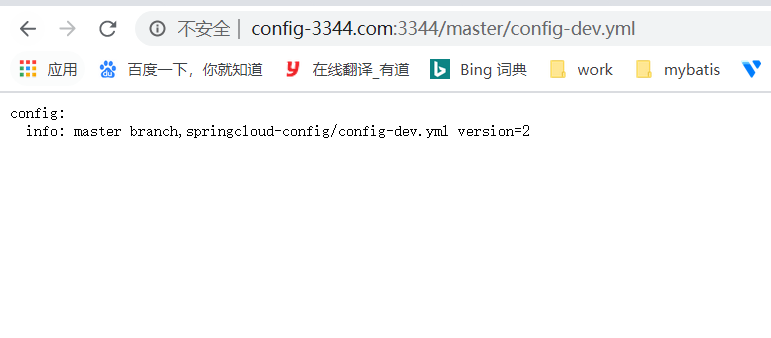 不安全 | config-3344.com:3344/master/config-dev.yml
应用 百度一下，你就知道 在线翻译_有道 Bing 词典 work mybatis
config:
  info: master branch,springcloud-config/config-dev.yml version=2